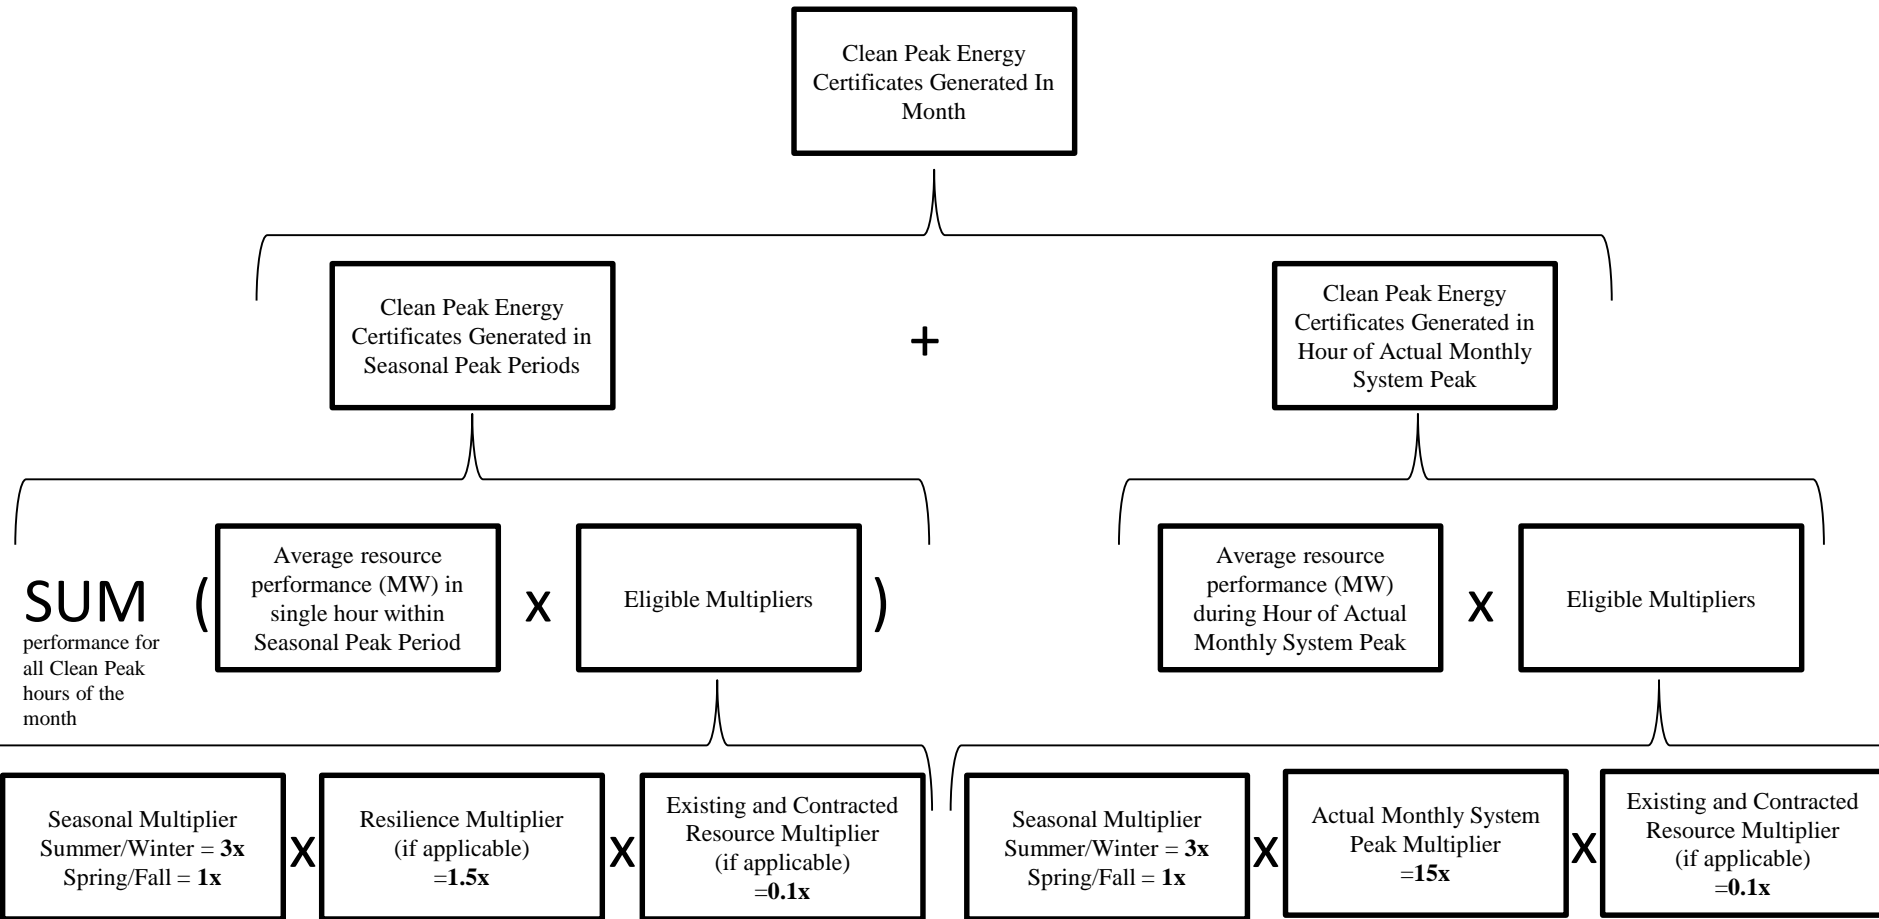 Clean Peak Energy
Certificates Generated In
Month
Clean Peak Energy
Certificates Generated in
Seasonal Peak Periods
+
Clean Peak Energy
Certificates Generated in
Hour of Actual Monthly
System Peak
SUM
performance for
all Clean Peak
hours of the
month
(
Average resource
performance (MW) in
single hour within
Seasonal Peak Period
X
Eligible Multipliers
)
Average resource
performance (MW)
during Hour of Actual
Monthly System Peak
X
Eligible Multipliers
Seasonal Multiplier
Summer/Winter = 3x
Spring/Fall = 1x
X
Resilience Multiplier
(if applicable)
=1.5x
X
Existing and Contracted
Resource Multiplier
(if applicable)
=0.1x
Seasonal Multiplier
Summer/Winter = 3x
Spring/Fall = 1x
X
Actual Monthly System
Peak Multiplier
=15x
X
Existing and Contracted
Resource Multiplier
(if applicable)
=0.1x